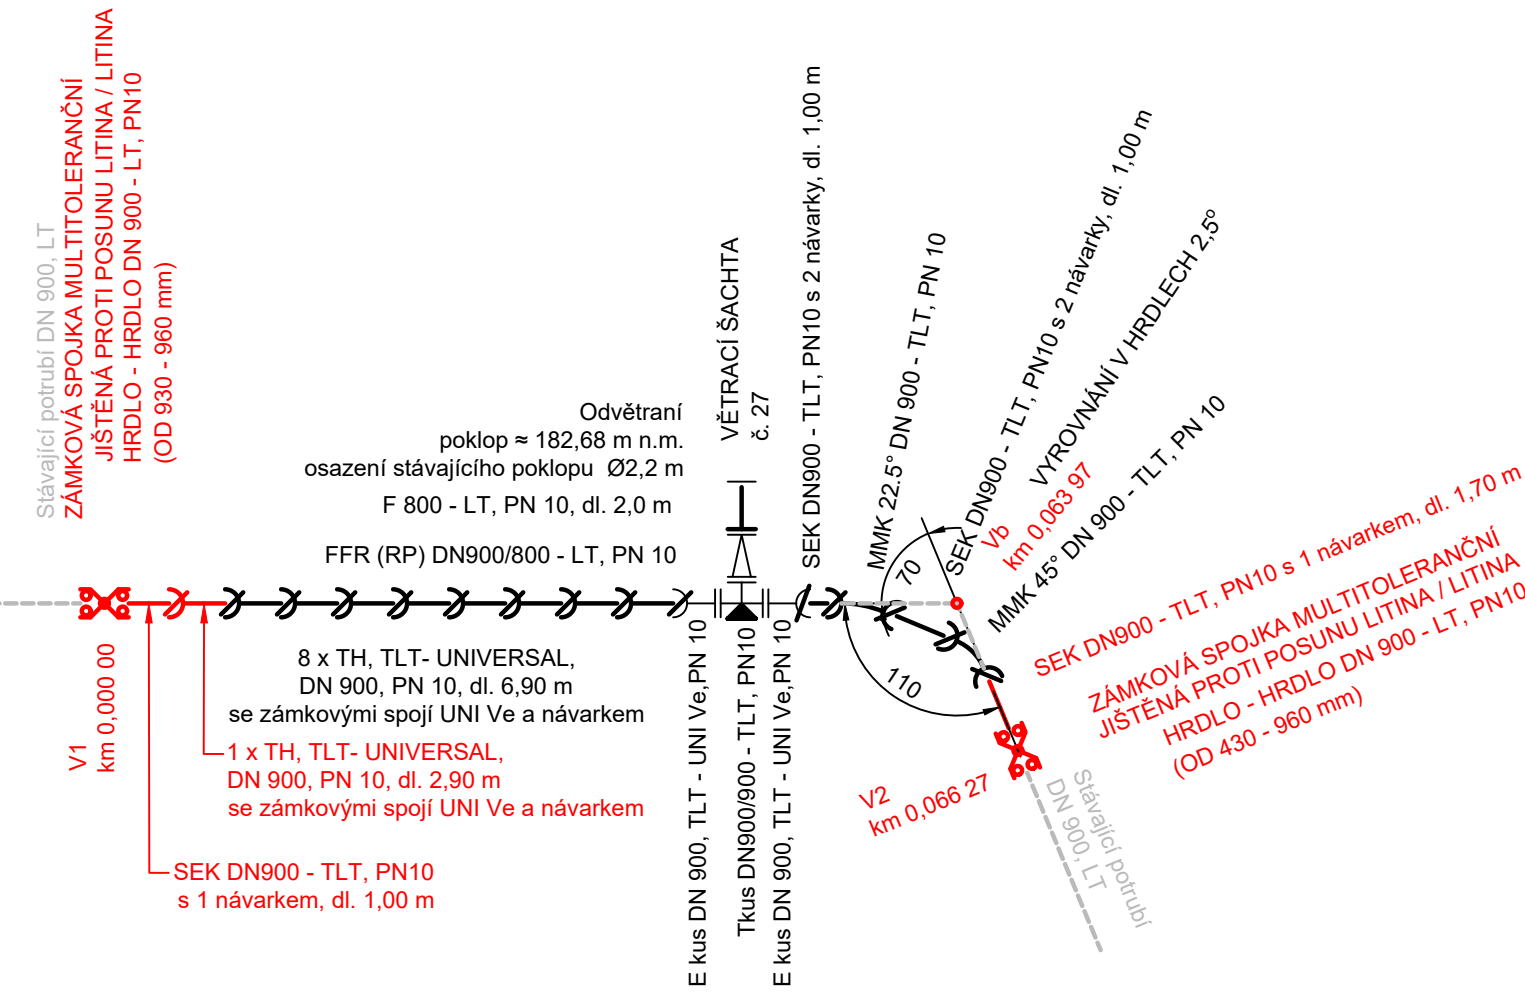 Stávající potrubí DN 900, LT
ZÁMKOVÁ SPOJKA MULTITOLERANČNÍ
JIŠTĚNÁ PROTI POSUNU LITINA / LITINA
HRDLO - HRDLO DN 900 - LT, PN10
(OD 930 - 960 mm)
Odvětraní
poklop ≈ 182,68 m n.m.
osazení stávajícího poklopu Ø2,2 m
F 800 - LT, PN 10, dl. 2,0 m
FFR (RP) DN900/800 - LT, PN 10
VĚTRACÍ ŠACHTA
č. 27
SEK DN900 - TLT, PN10 s 2 návarky, dl. 1,00 m
MMK 22.5° DN 900 - TLT, PN 10
SEK DN900 - TLT, PN10 s 2 návarky, dl. 1,00 m
VYROVNÁNÍ V HRDLECH 2,5º
Vb
km 0,063 97
MMK 45° DN 900 - TLT, PN 10
SEK DN900 - TLT, PN10 s 1 návarkem, dl. 1,70 m
ZÁMKOVÁ SPOJKA MULTITOLERANČNÍ
JIŠTĚNÁ PROTI POSUNU LITINA / LITINA
HRDLO - HRDLO DN 900 - LT, PN10
(OD 430 - 960 mm)
70
110
V1
km 0,000 00
8 x TH, TLT- UNIVERSAL,
DN 900, PN 10, dl. 6,90 m
se zámkovými spojí UNI Ve a návarkem
1 x TH, TLT- UNIVERSAL,
DN 900, PN 10, dl. 2,90 m
se zámkovými spojí UNI Ve a návarkem
SEK DN900 - TLT, PN10
s 1 návarkem, dl. 1,00 m
E kus DN 900, TLT - UNI Ve,PN 10
Tkus DN900/900 - TLT, PN10
E kus DN 900, TLT - UNI Ve,PN 10
V2
km 0,066 27
Stávající potrubí
DN 900, LT